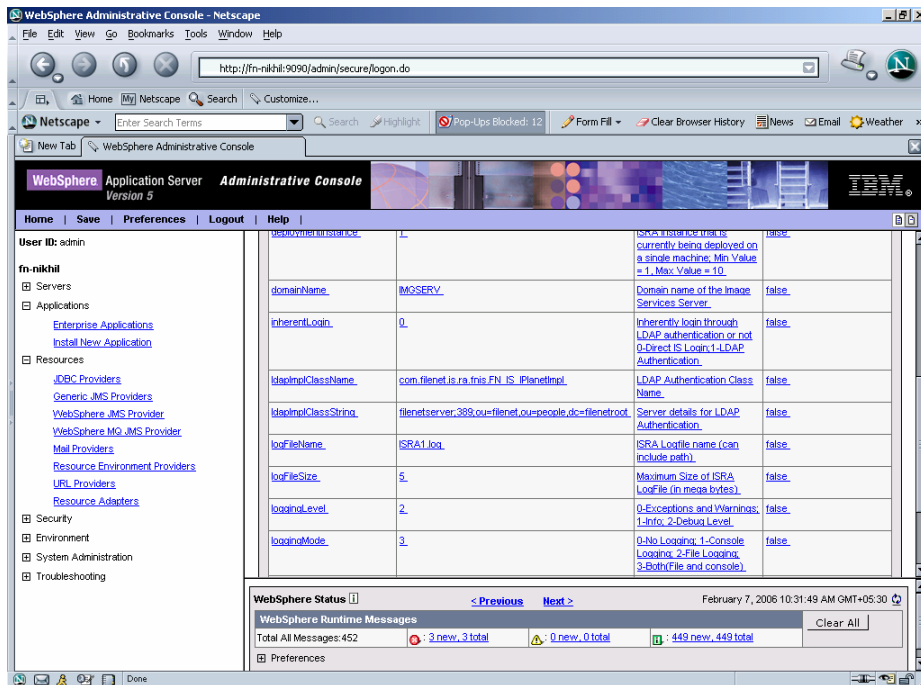 WebSphere Administrative Console - Netscape
File Edit View Go Bookmarks Tools Window Help
http://fn-nikhil:9090/admin/secure/logon.do
Home My Netscape Search Customize...
Netscape Enter Search Terms Search Highlight Pop-Ups Blocked: 12 Form Fill Clear Browser History News Email Weather »
New Tab WebSphere Administrative Console
WebSphere Application Server Administrative Console
Version 5
IBM.
Home | Save | Preferences | Logout | Help |
User ID: admin
fn-nikhil
Servers
Applications
Enterprise Applications
Install New Application
Resources
JDBC Providers
Generic JMS Providers
WebSphere JMS Provider
WebSphere MQ JMS Provider
Mail Providers
Resource Environment Providers
URL Providers
Resource Adapters
Security
Environment
System Administration
Troubleshooting
deploymentInstance 1 ISRA instance that is false
currently being deployed on
a single machine; Min Value
= 1, Max Value = 10
domainName IMGSERV Domain name of the Image false
Services Server
inherentLogin 0 Inherently login through false
LDAP authentication or not
0-Direct IS Login;1-LDAP
Authentication
ldapImplClassName com.filenet.is.ra.fnis.FN_IS_IPlanetImpl LDAP Authentication Class false
Name
ldapImplClassString filenetserver;389;ou=filenet,ou=people,dc=filenetroot Server details for LDAP false
Authentication
logFileName ISRA1.log ISRA Logfile name (can false
include path)
logFileSize 5 Maximum Size of ISRA false
LogFile (in mega bytes)
loggingLevel 2 0-Exceptions and Warnings; false
1-Info; 2-Debug Level
loggingMode 3 0-No Logging; 1-Console false
Logging; 2-File Logging;
3-Both(File and console)
WebSphere Status i < Previous Next > February 7, 2006 10:31:49 AM GMT+05:30
WebSphere Runtime Messages Clear All
Total All Messages:452 : 3 new, 3 total : 0 new, 0 total : 449 new, 449 total
Preferences
Done